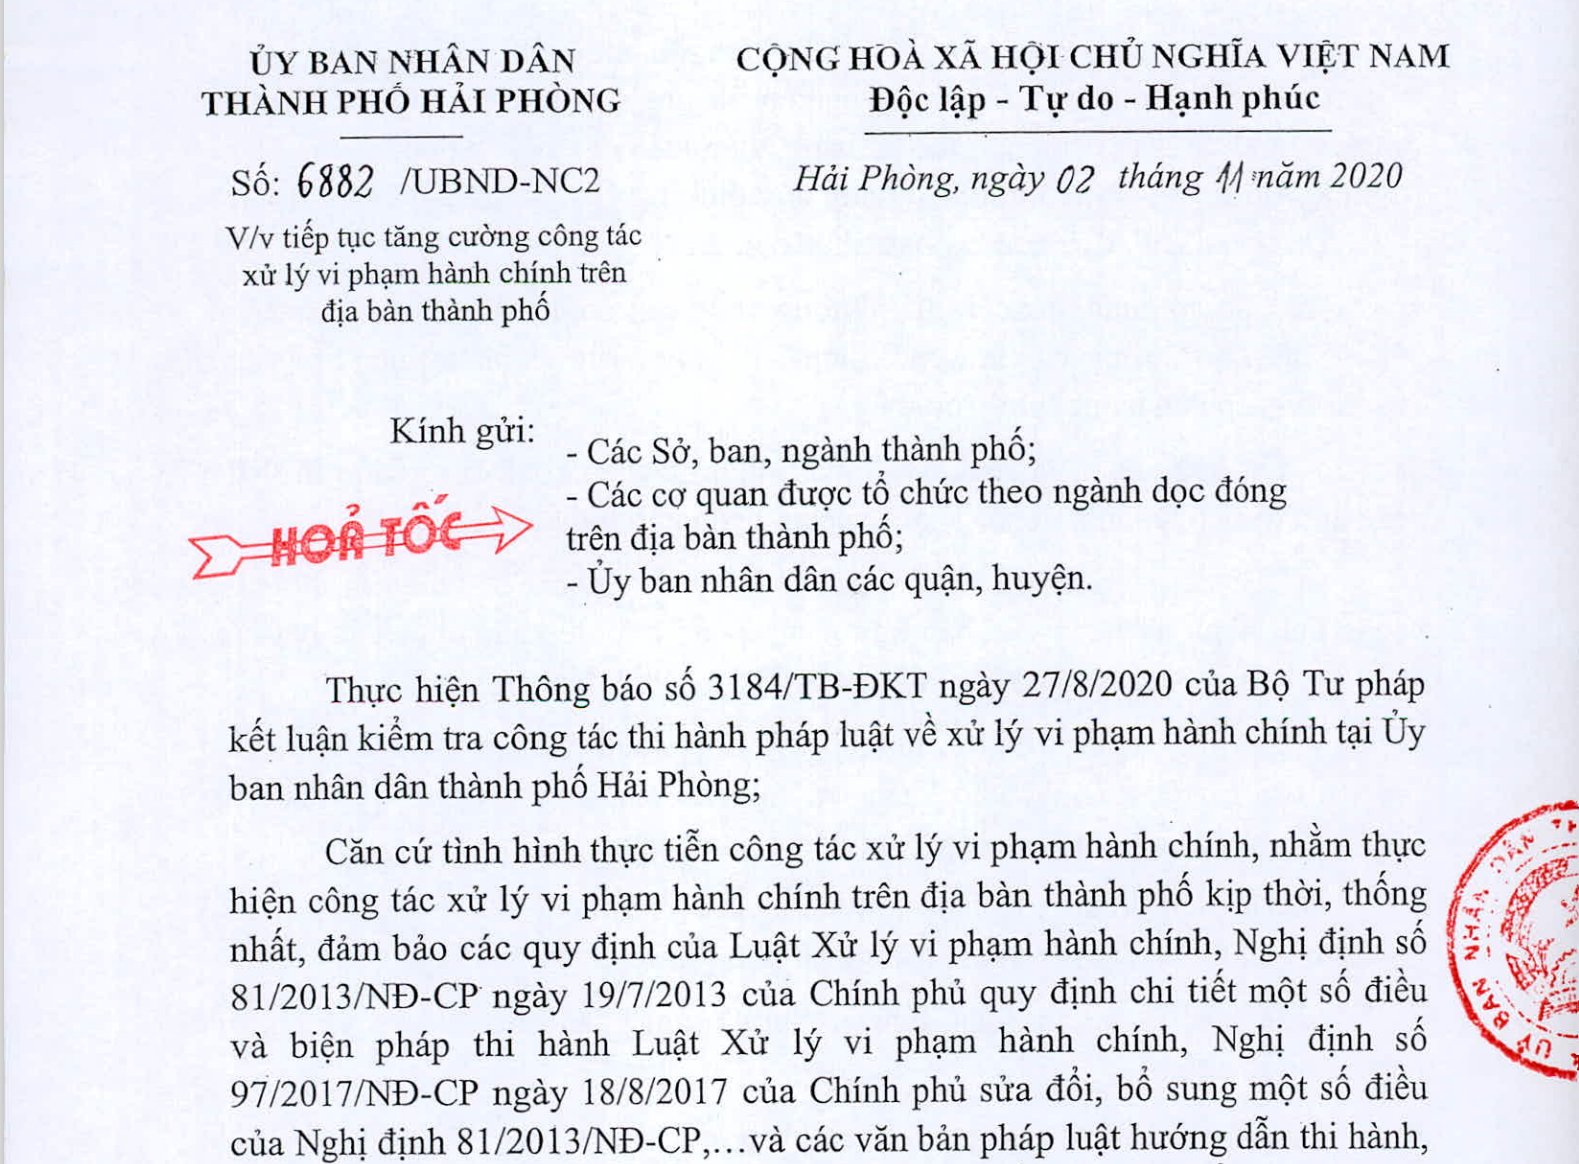 ỦY BAN NHÂN DÂN
THÀNH PHỐ HẢI PHÒNG
CỘNG HOÀ XÃ HỘI CHỦ NGHĨA VIỆT NAM
Độc lập - Tự do - Hạnh phúc
Số: 6882 /UBND-NC2
Hải Phòng, ngày 02 tháng 11 năm 2020
V/v tiếp tục tăng cường công tác
xử lý vi phạm hành chính trên
địa bàn thành phố
Kính gửi:
- Các Sở, ban, ngành thành phố;
- Các cơ quan được tổ chức theo ngành dọc đóng
trên địa bàn thành phố;
- Ủy ban nhân dân các quận, huyện.
HOẢ TỐC
Thực hiện Thông báo số 3184/TB-ĐKT ngày 27/8/2020 của Bộ Tư pháp
kết luận kiểm tra công tác thi hành pháp luật về xử lý vi phạm hành chính tại Ủy
ban nhân dân thành phố Hải Phòng;
Căn cứ tình hình thực tiễn công tác xử lý vi phạm hành chính, nhằm thực
hiện công tác xử lý vi phạm hành chính trên địa bàn thành phố kịp thời, thống
nhất, đảm bảo các quy định của Luật Xử lý vi phạm hành chính, Nghị định số
81/2013/NĐ-CP ngày 19/7/2013 của Chính phủ quy định chi tiết một số điều
và biện pháp thi hành Luật Xử lý vi phạm hành chính, Nghị định số
97/2017/NĐ-CP ngày 18/8/2017 của Chính phủ sửa đổi, bổ sung một số điều
của Nghị định 81/2013/NĐ-CP,...và các văn bản pháp luật hướng dẫn thi hành,
ỦY BAN NHÂN DÂN